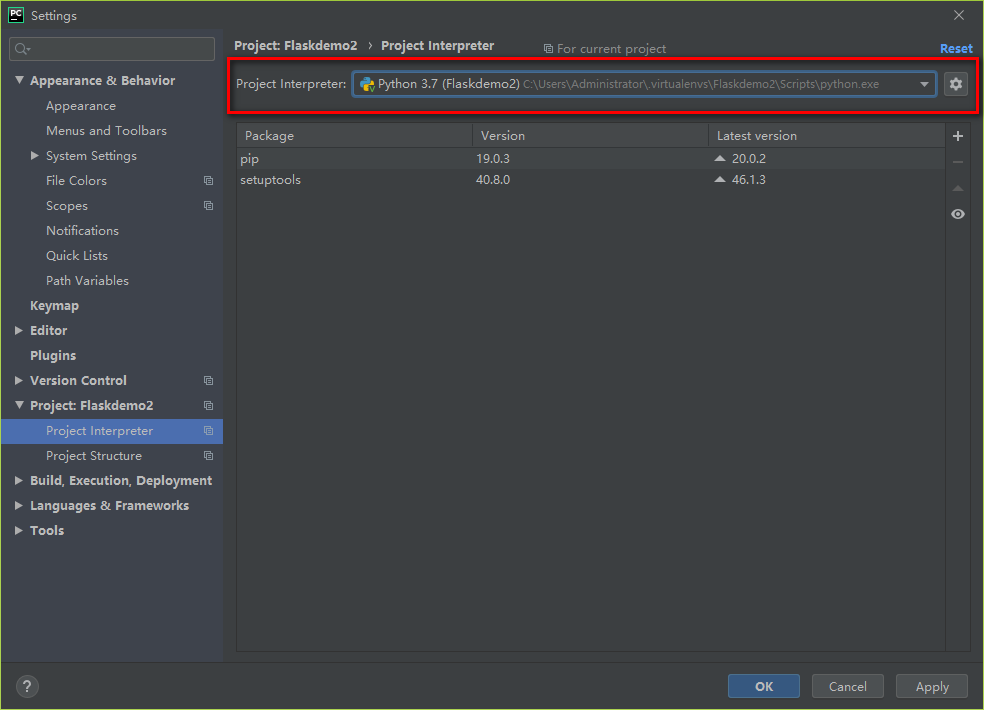 PC
Settings
Project: Flaskdemo2 › Project Interpreter For current project Reset
Project Interpreter: Python 3.7 (Flaskdemo2) C:\Users\Administrator\.virtualenvs\Flaskdemo2\Scripts\python.exe
Appearance & Behavior
Appearance
Menus and Toolbars
System Settings
File Colors
Scopes
Notifications
Quick Lists
Path Variables
Keymap
Editor
Plugins
Version Control
Project: Flaskdemo2
Project Interpreter
Project Structure
Build, Execution, Deployment
Languages & Frameworks
Tools
Package Version Latest version
pip 19.0.3 20.0.2
setuptools 40.8.0 46.1.3
?
OK Cancel Apply